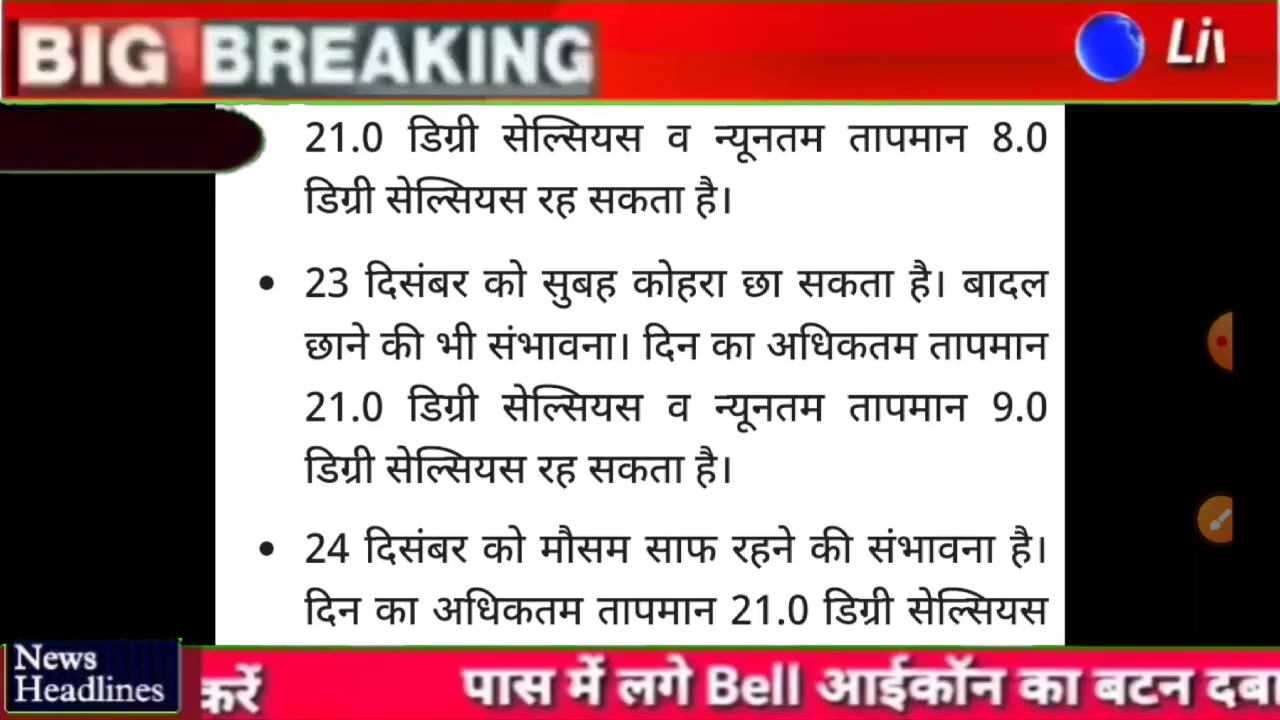 BIG BREAKING
21.0 डिग्री सेल्सियस व न्यूनतम तापमान 8.0
डिग्री सेल्सियस रह सकता है।
• 23 दिसंबर को सुबह कोहरा छा सकता है। बादल
छाने की भी संभावना। दिन का अधिकतम तापमान
21.0 डिग्री सेल्सियस व न्यूनतम तापमान 9.0
डिग्री सेल्सियस रह सकता है।
• 24 दिसंबर को मौसम साफ रहने की संभावना है।
दिन का अधिकतम तापमान 21.0 डिग्री सेल्सियस
News
Headlines
करें पास में लगे Bell आईकॉन का बटन